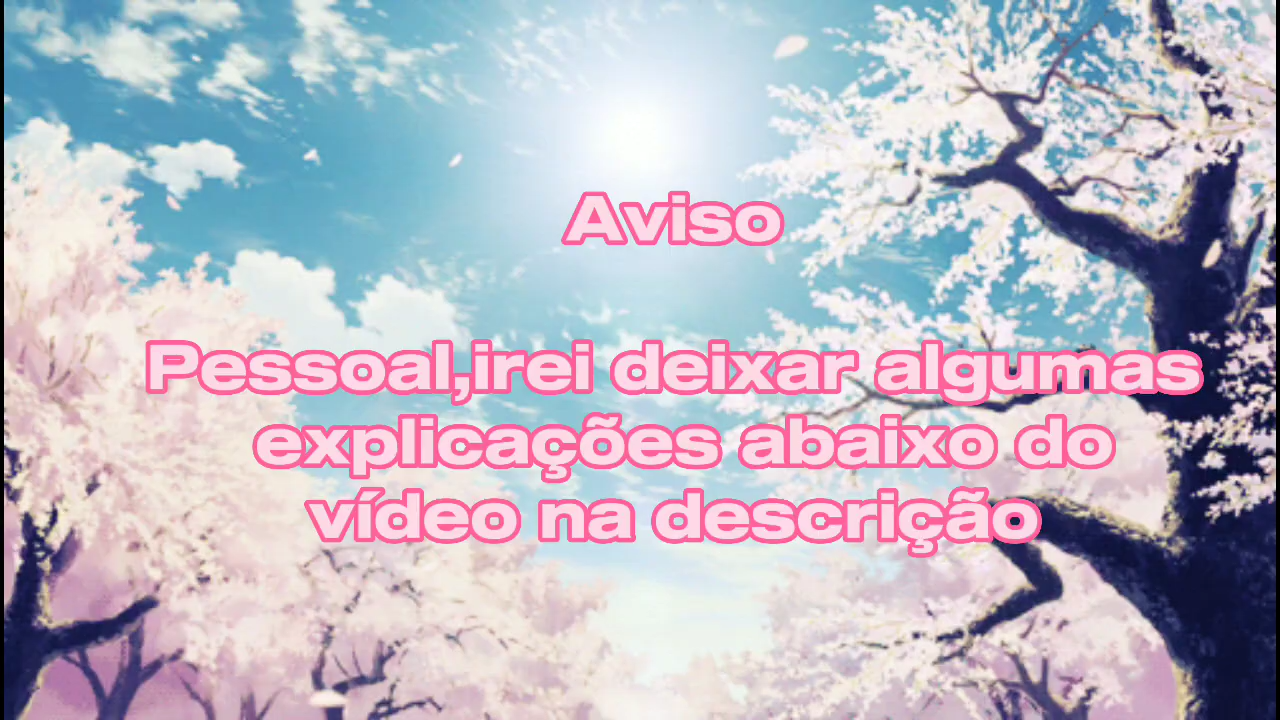 Aviso
Pessoal,irei deixar algumas
explicações abaixo do
vídeo na descrição